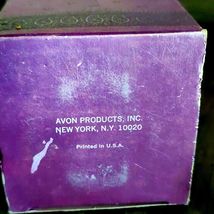 AVON PRODUCTS, INC.
NEW YORK, N.Y. 10020
Printed in U.S.A.